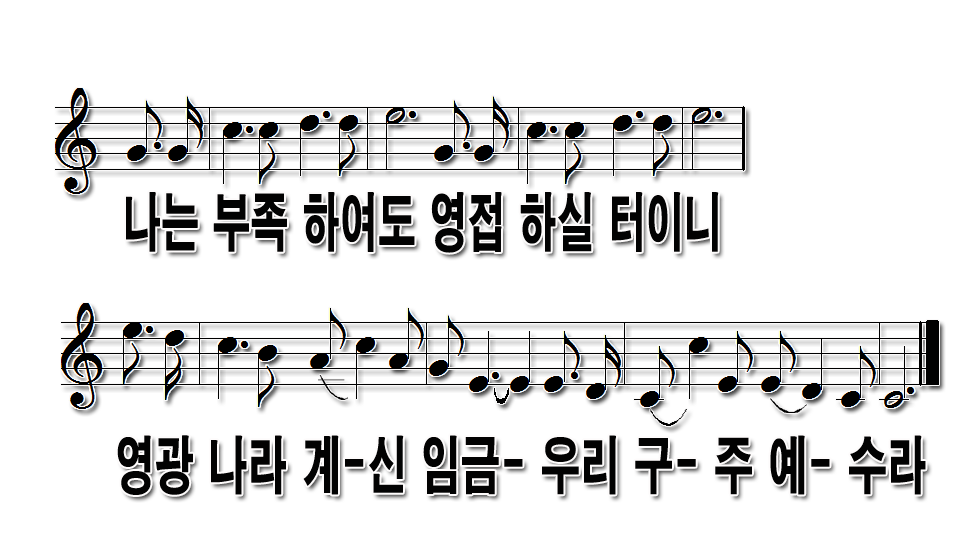 나는 부족 하여도 영접 하실 터이니
영광 나라 계-신 임금- 우리 구- 주 예- 수라